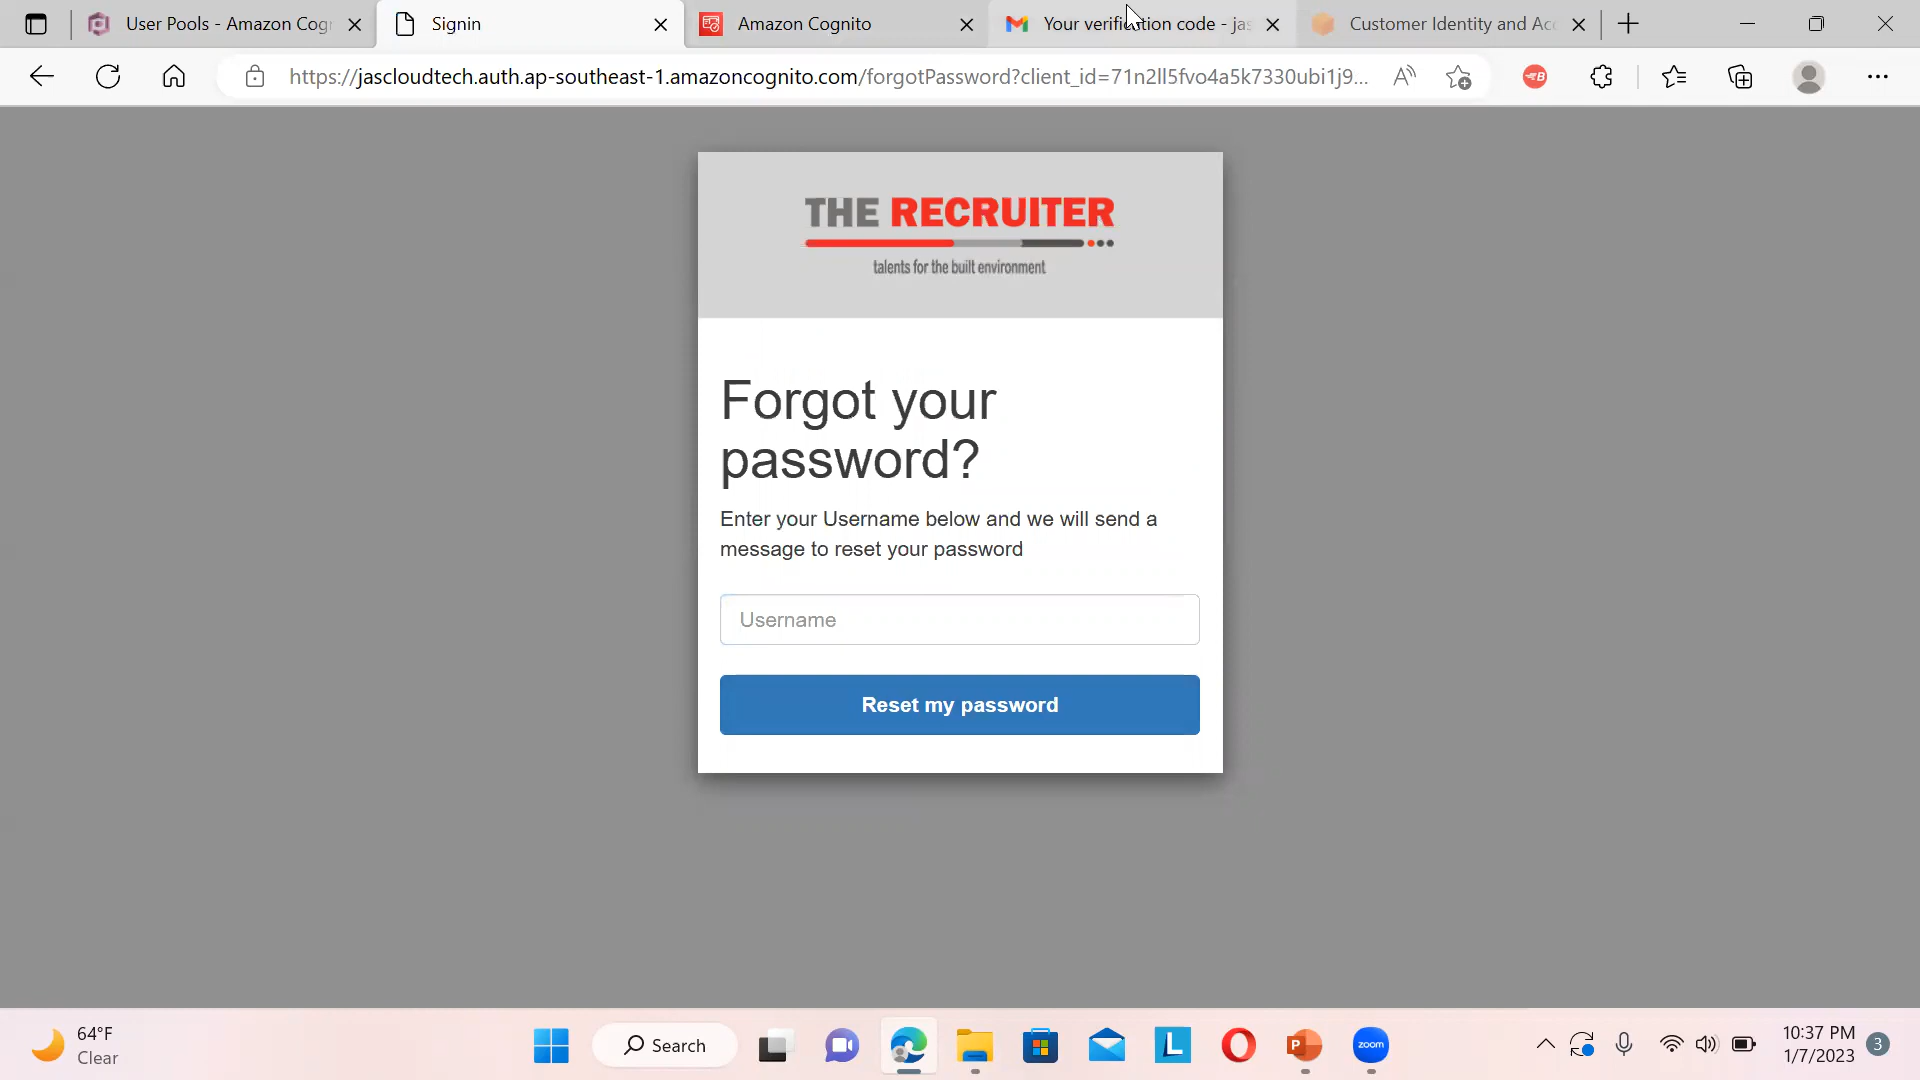 User Pools - Amazon Cog
Signin
Amazon Cognito
Your verification code - jas
Customer Identity and Acc
https://jascloudtech.auth.ap-southeast-1.amazoncognito.com/forgotPassword?client_id=71n2ll5fvo4a5k7330ubi1j9...
THE RECRUITER
talents for the built environment
Forgot your
password?
Enter your Username below and we will send a
message to reset your password
Username
Reset my password
64°F
Clear
Search
zoom
10:37 PM
1/7/2023
3